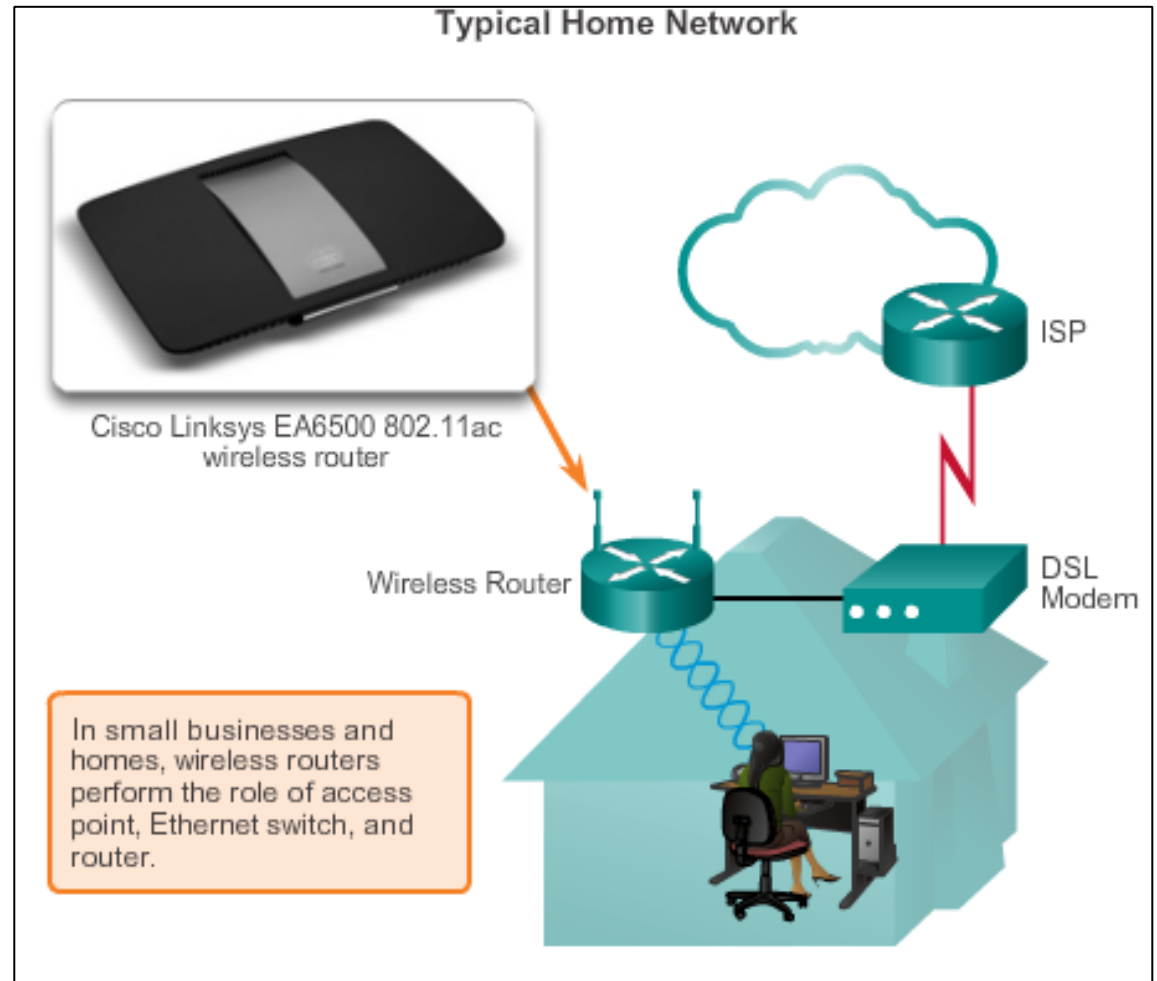 Typical Home Network
Cisco Linksys EA6500 802.11ac
wireless router
ISP
Wireless Router
DSL
Modem
In small businesses and
homes, wireless routers
perform the role of access
point, Ethernet switch, and
router.